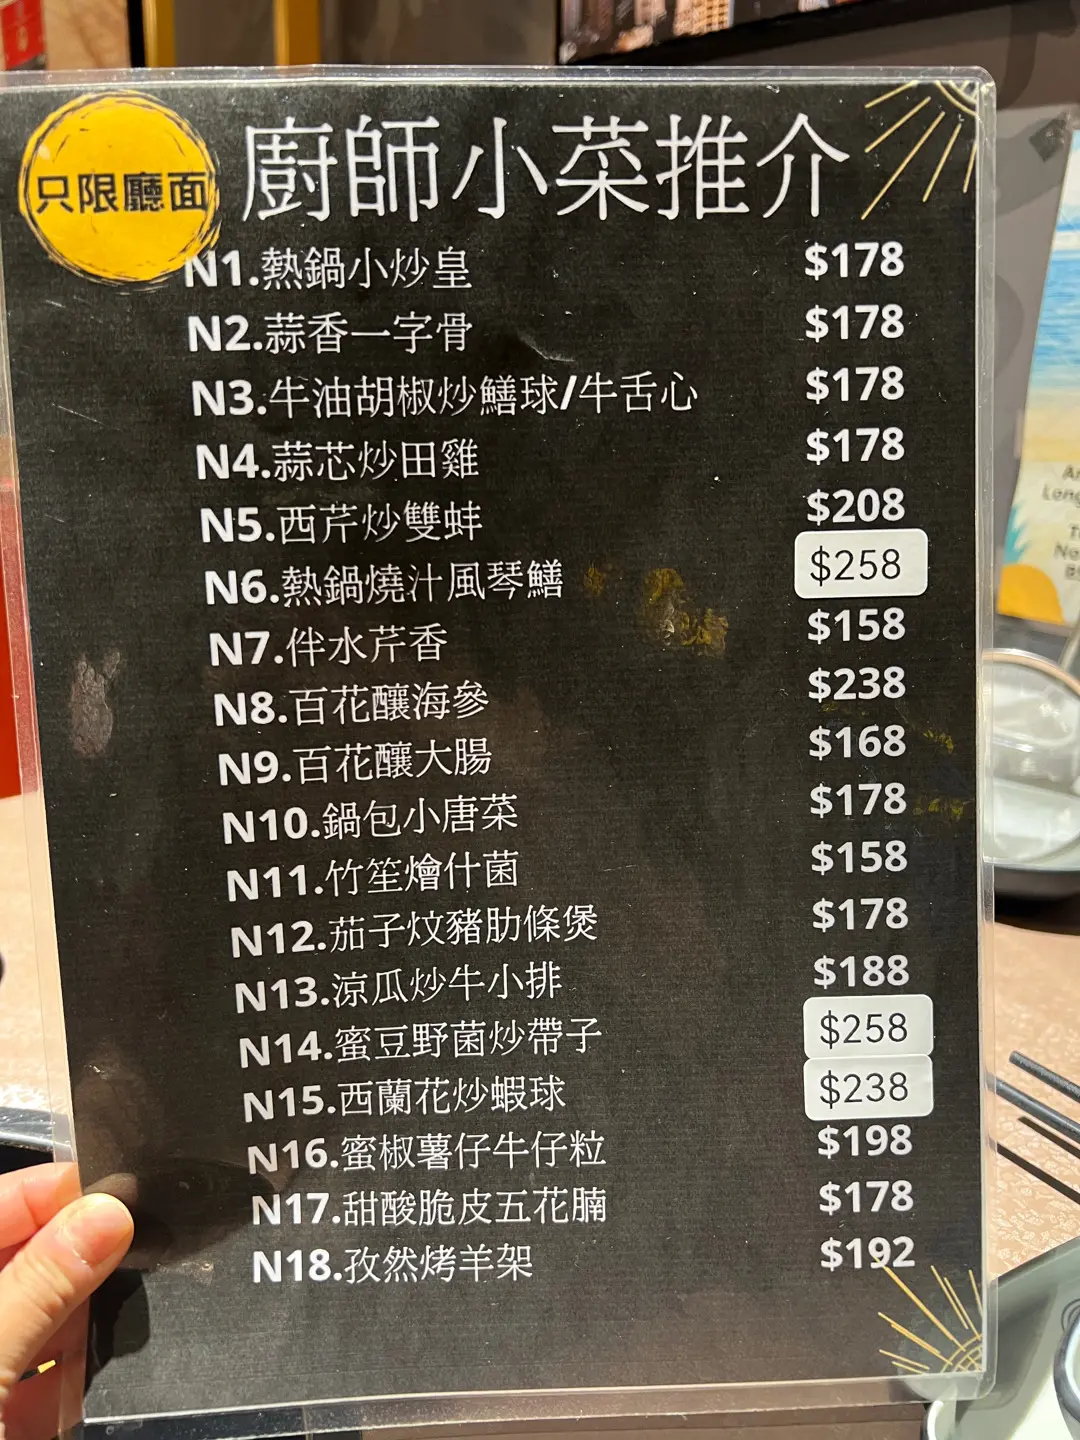 只限廳面
廚師小菜推介
N1.熱鍋小炒皇 $178
N2.蒜香一字骨 $178
N3.牛油胡椒炒鱔球/牛舌心 $178
N4.蒜芯炒田雞 $178
N5.西芹炒雙蚌 $208
N6.熱鍋燒汁風琴鱔 $258
N7.伴水芹香 $158
N8.百花釀海參 $238
N9.百花釀大腸 $168
N10.鍋包小唐菜 $178
N11.竹笙燴什菌 $158
N12.茄子炆豬肋條煲 $178
N13.涼瓜炒牛小排 $188
N14.蜜豆野菌炒帶子 $258
N15.西蘭花炒蝦球 $238
N16.蜜椒薯仔牛仔粒 $198
N17.甜酸脆皮五花腩 $178
N18.孜然烤羊架 $192